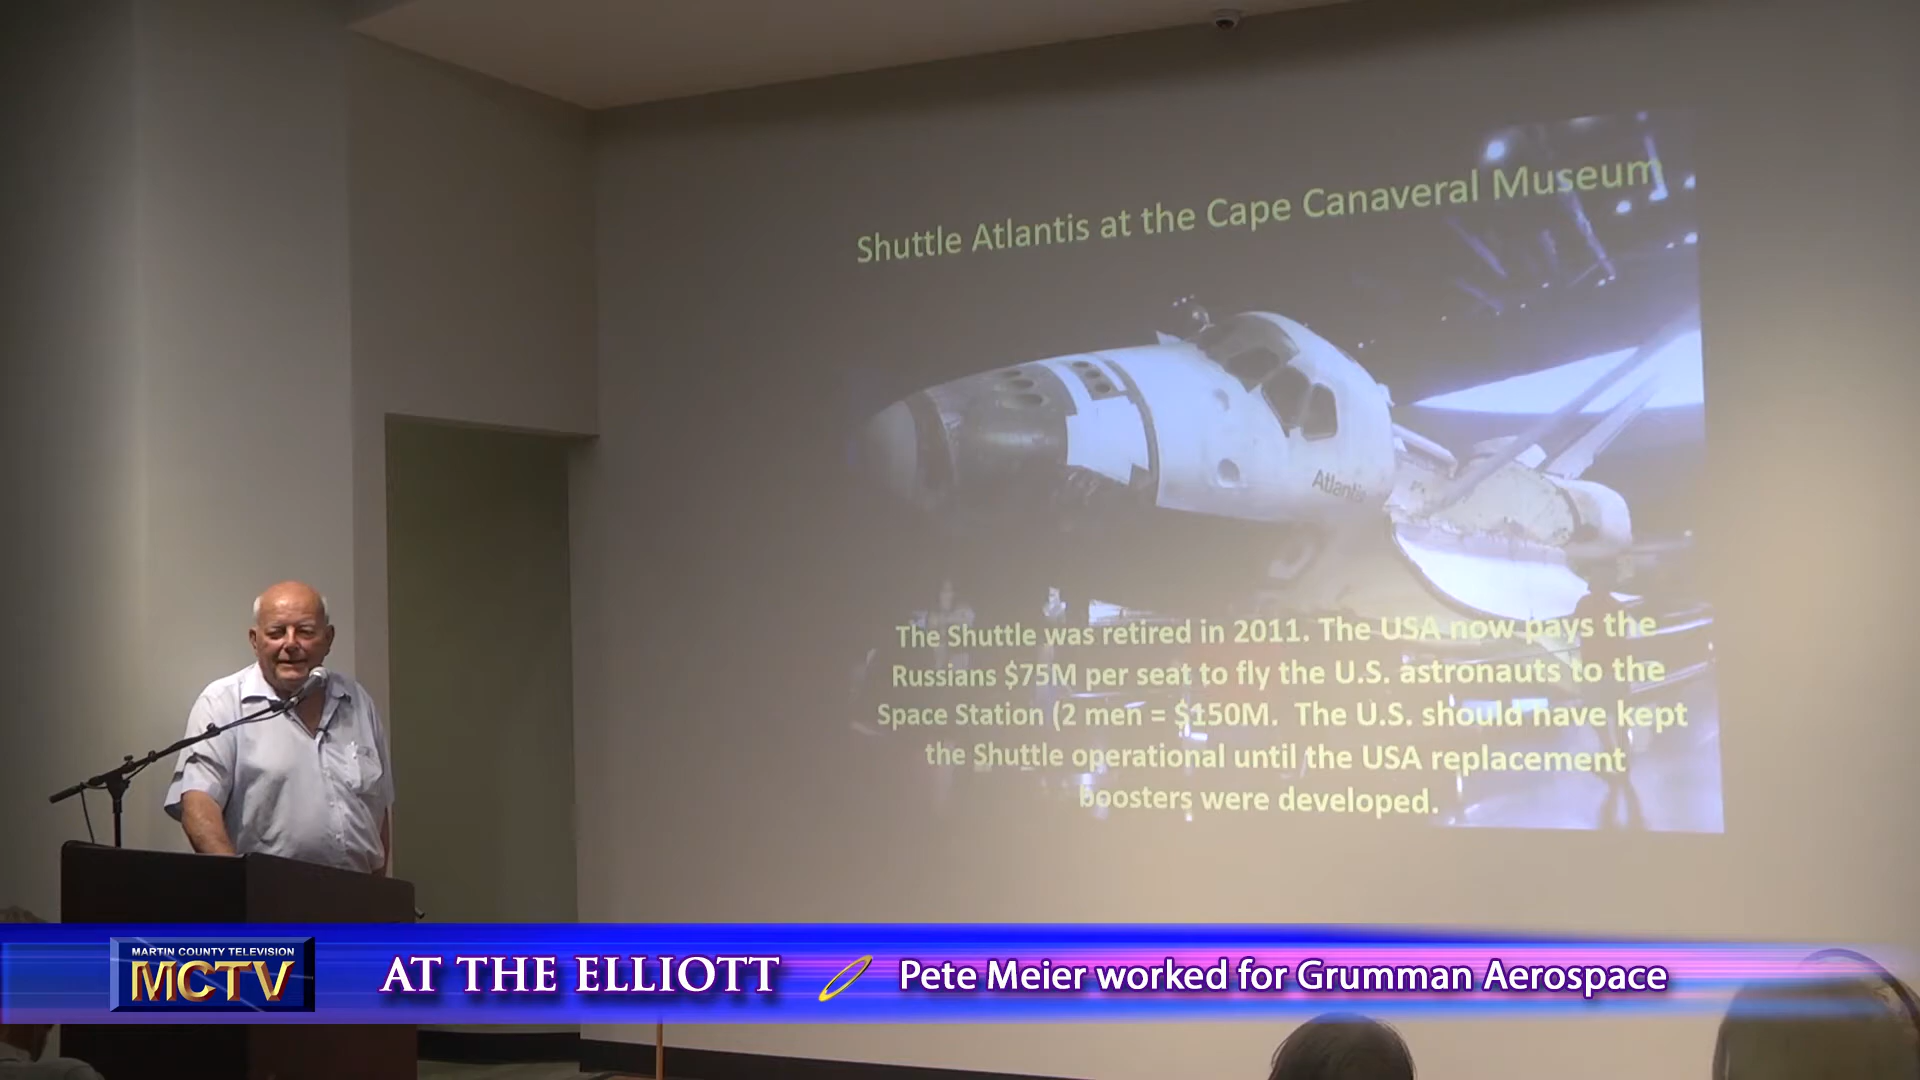 Shuttle Atlantis at the Cape Canaveral Museum
Atlantis
The Shuttle was retired in 2011. The USA now pays the
Russians $75M per seat to fly the U.S. astronauts to the
Space Station (2 men = $150M.  The U.S. should have kept
the Shuttle operational until the USA replacement
boosters were developed.
MARTIN COUNTY TELEVISION
MCTV
AT THE ELLIOTT
Pete Meier worked for Grumman Aerospace